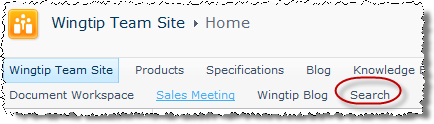 Wingtip Team Site ▸ Home
Wingtip Team Site Products Specifications Blog Knowledge
Document Workspace Sales Meeting Wingtip Blog Search